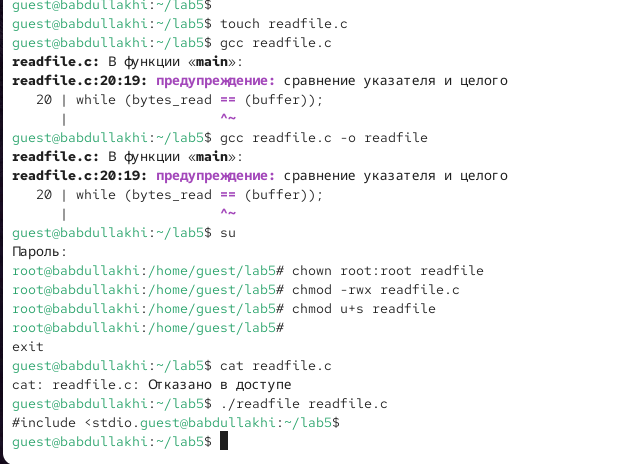 guest@babdullakhi:~/lab5$
guest@babdullakhi:~/lab5$ touch readfile.c
guest@babdullakhi:~/lab5$ gcc readfile.c
readfile.c: В функции «main»:
readfile.c:20:19: предупреждение: сравнение указателя и целого
   20 | while (bytes_read == (buffer));
      |                   ^~
guest@babdullakhi:~/lab5$ gcc readfile.c -o readfile
readfile.c: В функции «main»:
readfile.c:20:19: предупреждение: сравнение указателя и целого
   20 | while (bytes_read == (buffer));
      |                   ^~
guest@babdullakhi:~/lab5$ su
Пароль:
root@babdullakhi:/home/guest/lab5# chown root:root readfile
root@babdullakhi:/home/guest/lab5# chmod -rwx readfile.c
root@babdullakhi:/home/guest/lab5# chmod u+s readfile
root@babdullakhi:/home/guest/lab5#
exit
guest@babdullakhi:~/lab5$ cat readfile.c
cat: readfile.c: Отказано в доступе
guest@babdullakhi:~/lab5$ ./readfile readfile.c
#include <stdio.guest@babdullakhi:~/lab5$
guest@babdullakhi:~/lab5$